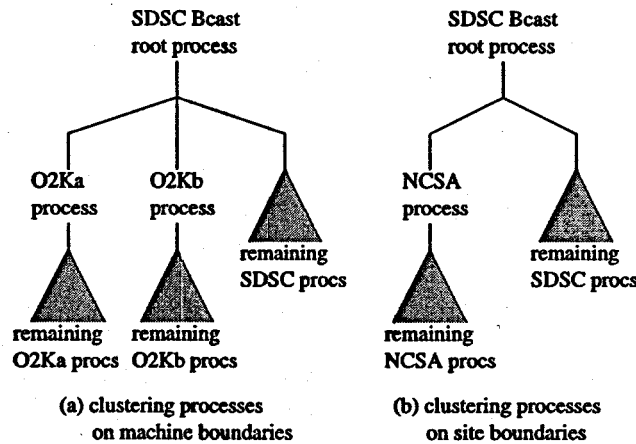 SDSC Bcast
root process
O2Ka
process
O2Kb
process
remaining
SDSC procs
remaining
O2Ka procs
remaining
O2Kb procs
(a) clustering processes
on machine boundaries
SDSC Bcast
root process
NCSA
process
remaining
SDSC procs
remaining
NCSA procs
(b) clustering processes
on site boundaries